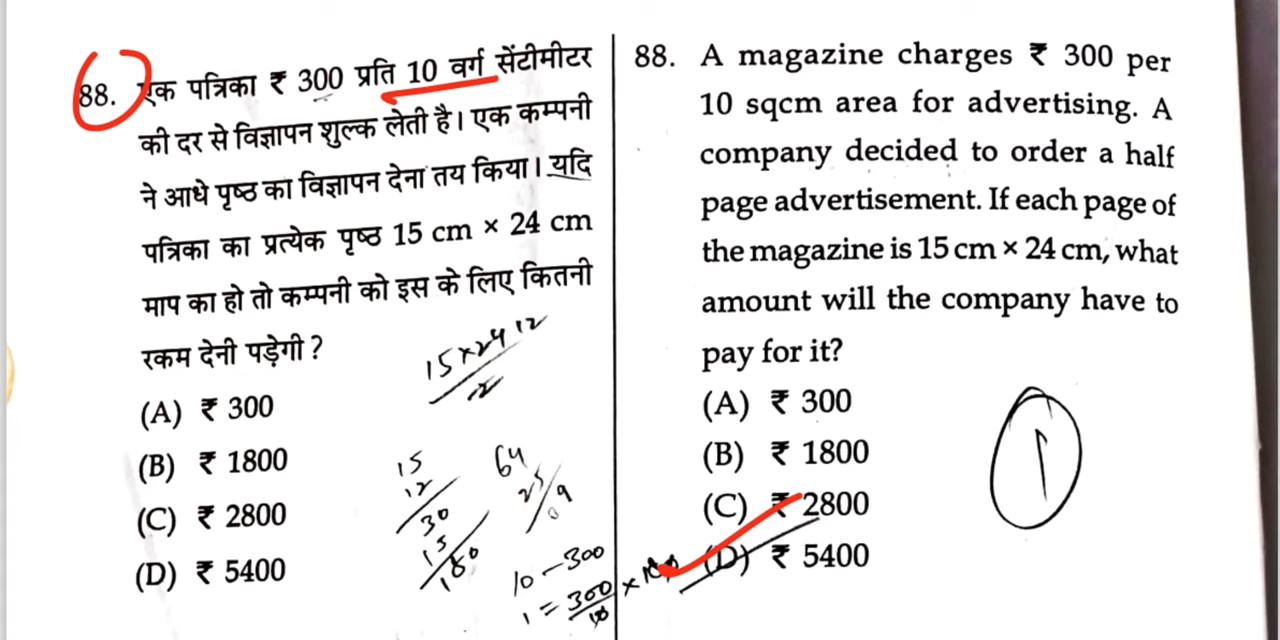 88. एक पत्रिका ₹ 300 प्रति 10 वर्ग सेंटीमीटर
की दर से विज्ञापन शुल्क लेती है। एक कम्पनी
ने आधे पृष्ठ का विज्ञापन देना तय किया। यदि
पत्रिका का प्रत्येक पृष्ठ 15 cm × 24 cm
माप का हो तो कम्पनी को इस के लिए कितनी
रकम देनी पड़ेगी ?
(A) ₹ 300
(B) ₹ 1800
(C) ₹ 2800
(D) ₹ 5400
15×24 12
2
15
12
30
15
180
64
25
10 – 300
1 = 300 ×
10
88. A magazine charges ₹ 300 per
10 sqcm area for advertising. A
company decided to order a half
page advertisement. If each page of
the magazine is 15 cm × 24 cm, what
amount will the company have to
pay for it?
(A) ₹ 300
(B) ₹ 1800
(C) ₹ 2800
(D) ₹ 5400
1